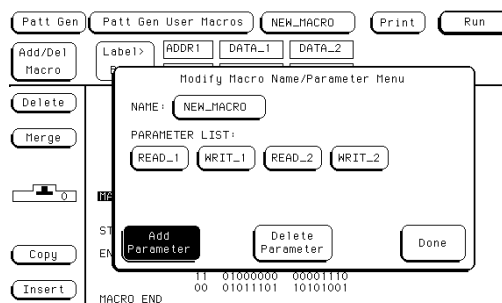 Patt Gen Patt Gen User Macros NEW_MACRO Print Run
Add/Del Macro
Label> ADDR1 DATA_1 DATA_2
Modify Macro Name/Parameter Menu
Delete
NAME: NEW_MACRO
Merge
PARAMETER LIST:
READ_1 WRIT_1 READ_2 WRIT_2
0
Add Parameter
Delete Parameter
Done
Copy
11 01000000 00001110
Insert
00 01011101 10101001
MACRO END